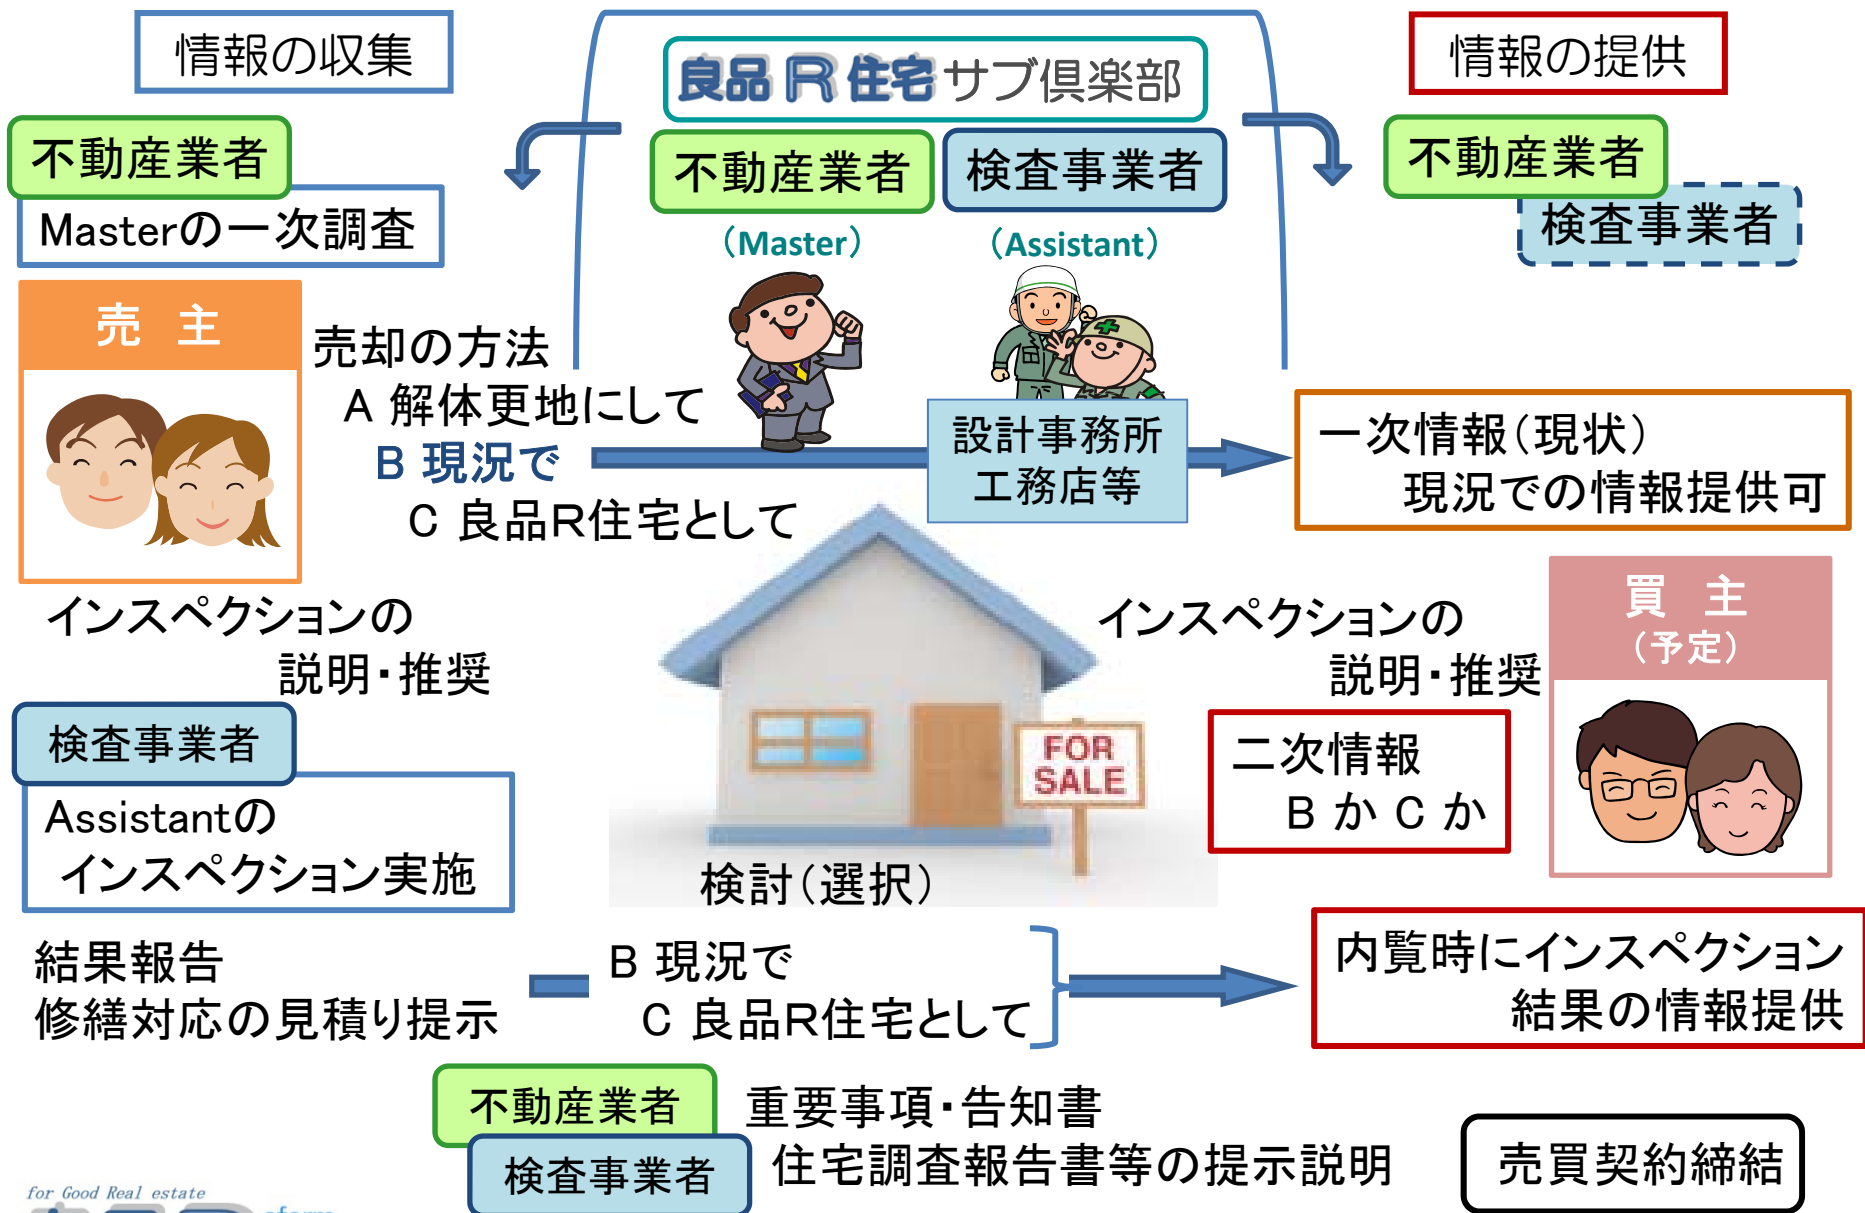 情報の収集
良品R住宅サブ倶楽部
情報の提供
不動産業者
Masterの一次調査
不動産業者
(Master)
検査事業者
(Assistant)
不動産業者
検査事業者
売 主
売却の方法
A 解体更地にして
B 現況で
C 良品R住宅として
設計事務所
工務店等
一次情報(現状)
現況での情報提供可
インスペクションの
説明・推奨
検査事業者
Assistantの
インスペクション実施
FOR
SALE
検討(選択)
インスペクションの
説明・推奨
買 主
(予定)
二次情報
B か C か
結果報告
修繕対応の見積り提示
B 現況で
C 良品R住宅として
内覧時にインスペクション
結果の情報提供
不動産業者
検査事業者
重要事項・告知書
住宅調査報告書等の提示説明
売買契約締結
for Good Real estate